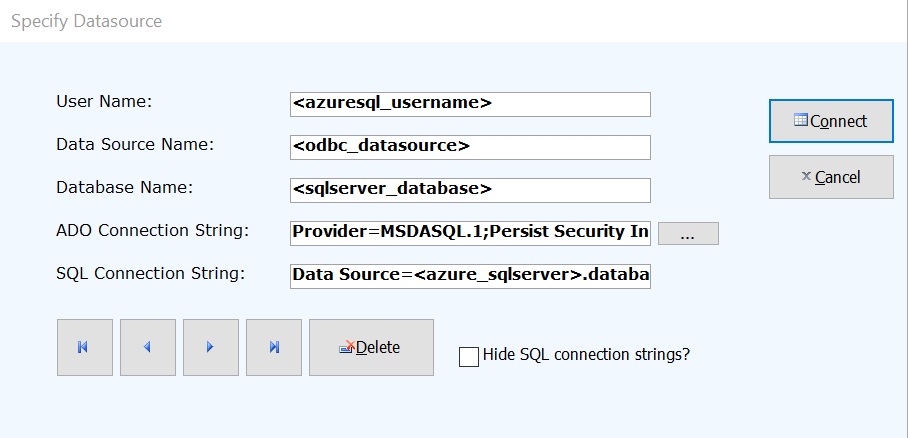 Specify Datasource
User Name: <azuresql_username>
Connect
Data Source Name: <odbc_datasource>
Database Name: <sqlserver_database>
Cancel
ADO Connection String: Provider=MSDASQL.1;Persist Security In
...
SQL Connection String: Data Source=<azure_sqlserver>.databa
Delete
Hide SQL connection strings?